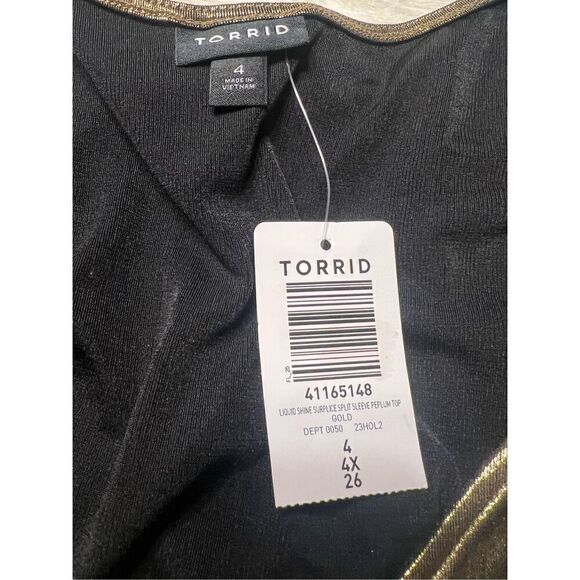 TORRID
4
MADE IN
VIETNAM
TORRID
FL_25
41165148
LIQUID SHINE SURPLICE SPLIT SLEEVE PEPLUM TOP
GOLD
DEPT 0050 23HOL2
4
4X
26